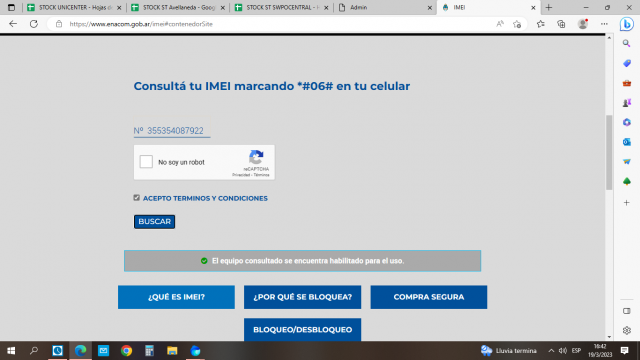 STOCK UNICENTER - Hojas de
STOCK ST Avellaneda - Goog
STOCK ST SWPOCENTRAL - H
Admin
IMEI
https://www.enacom.gob.ar/imei#contenedorSite
Consultá tu IMEI marcando *#06# en tu celular
Nº 355354087922
No soy un robot
reCAPTCHA
Privacidad - Términos
ACEPTO TERMINOS Y CONDICIONES
BUSCAR
El equipo consultado se encuentra habilitado para el uso.
¿QUÉ ES IMEI?
¿POR QUÉ SE BLOQUEA?
COMPRA SEGURA
BLOQUEO/DESBLOQUEO
Lluvia termina
ESP
16:42
19/3/2023